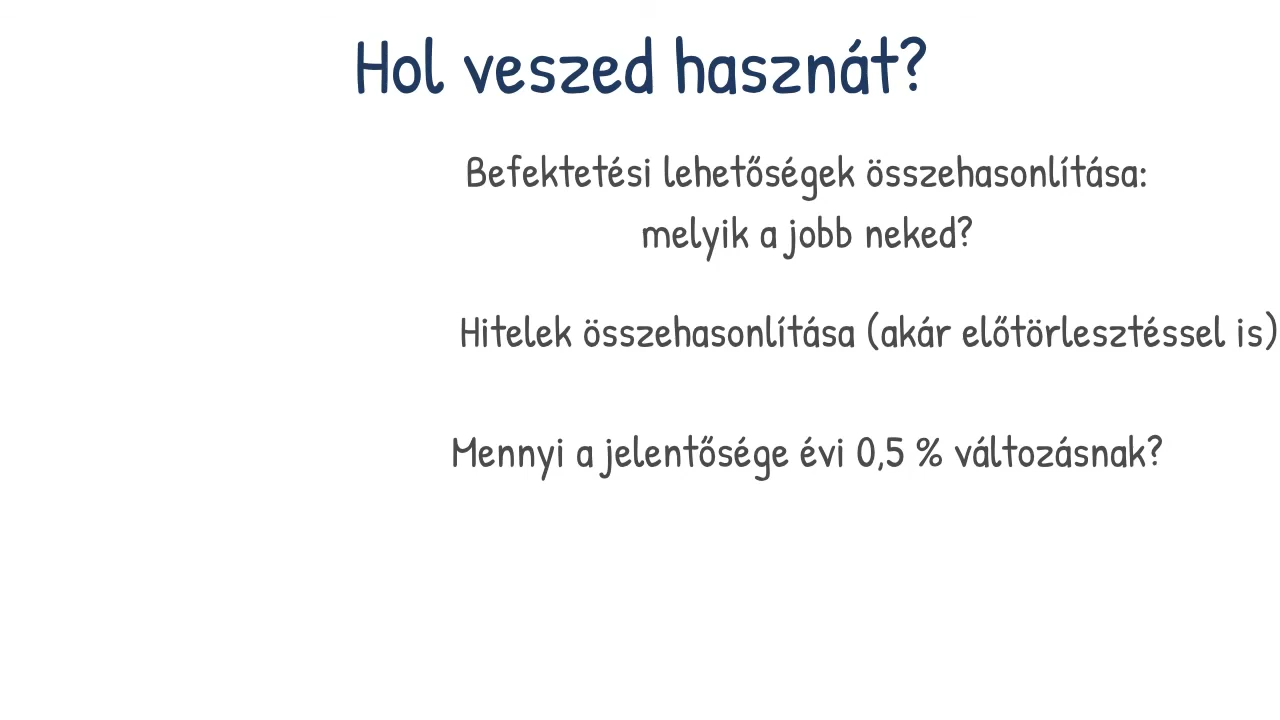 Hol veszed hasznát?
Befektetési lehetőségek összehasonlítása:
melyik a jobb neked?
Hitelek összehasonlítása (akár előtörlesztéssel is)
Mennyi a jelentősége évi 0,5 % változásnak?